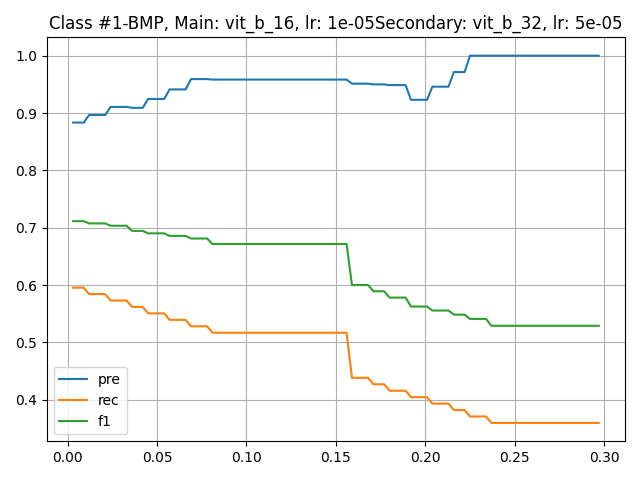 Class #1-BMP, Main: vit_b_16, lr: 1e-05Secondary: vit_b_32, lr: 5e-05
1.0
0.9
0.8
0.7
0.6
0.5
0.4
pre
rec
f1
0.00 0.05 0.10 0.15 0.20 0.25 0.30